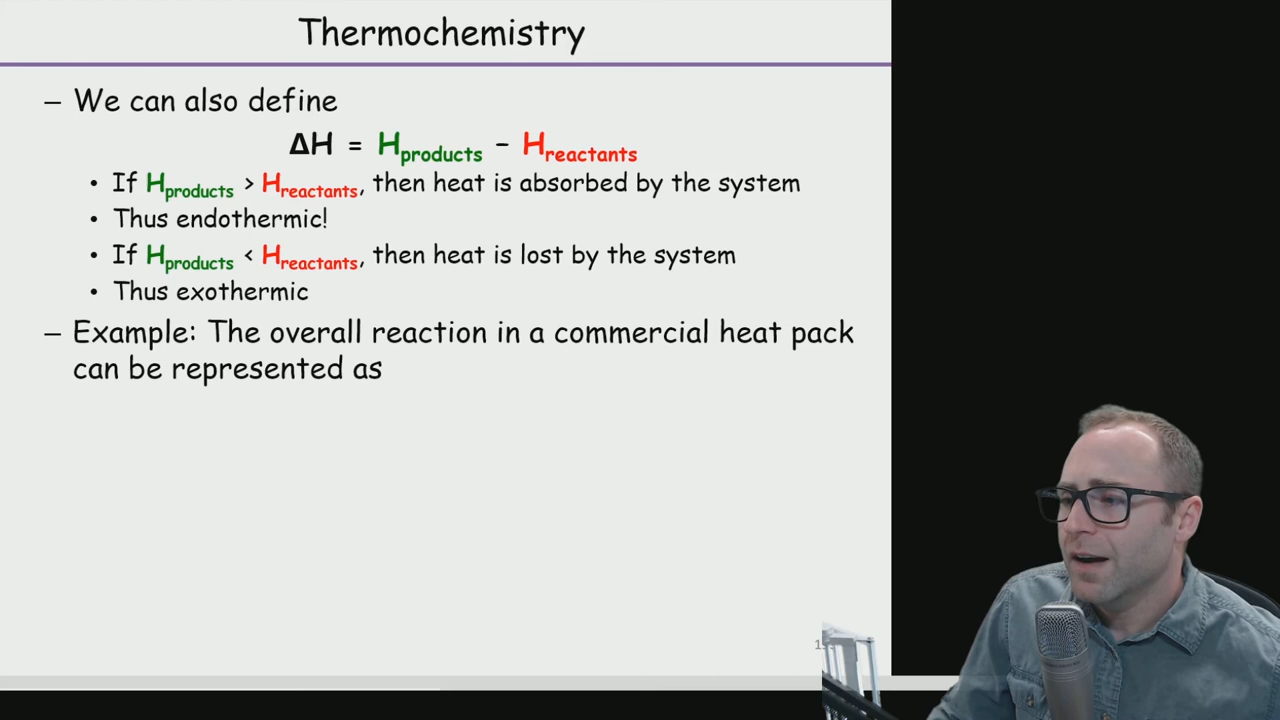 Thermochemistry
– We can also define
ΔH = Hproducts – Hreactants
• If Hproducts > Hreactants, then heat is absorbed by the system
• Thus endothermic!
• If Hproducts < Hreactants, then heat is lost by the system
• Thus exothermic
– Example: The overall reaction in a commercial heat pack
can be represented as